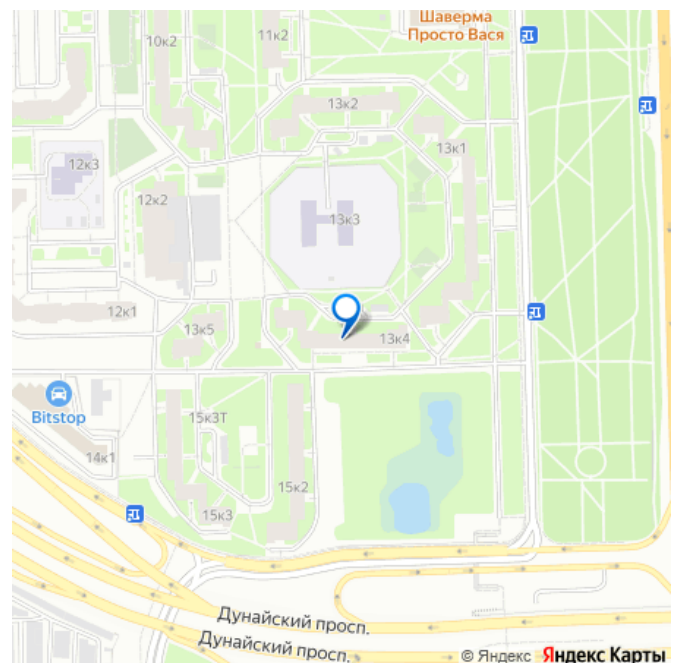 Шаверма
Просто Вася
10к2
11к2
13к2
13к1
12к3
12к2
13к3
12к1
13к5
13к4
Bitstop
15к3Т
14к1
15к2
15к3
Дунайский просп.
Дунайский просп.
© Яндекс Яндекс Карты